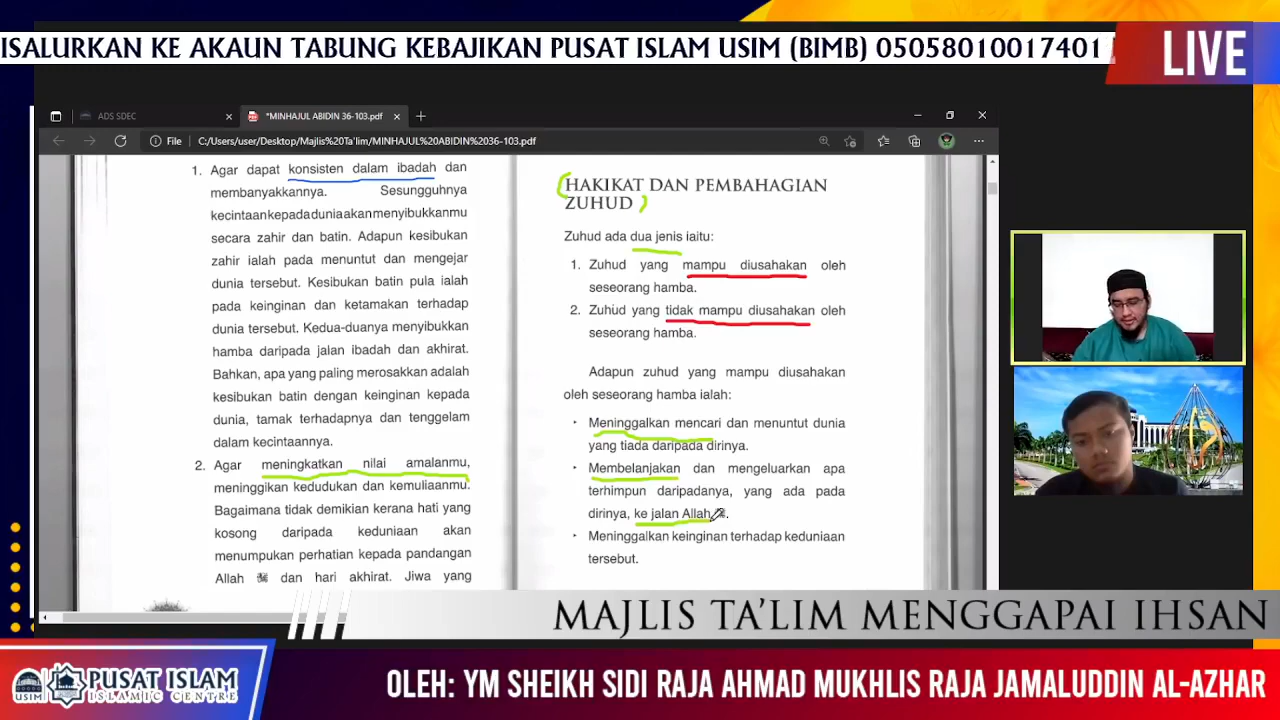 ISALURKAN KE AKAUN TABUNG KEBAJIKAN PUSAT ISLAM USIM (BIMB) 05058010017401
LIVE
ADS SDEC
*MINHAJUL ABIDIN 36-103.pdf
File
C:/Users/user/Desktop/Majlis%20Ta'lim/MINHAJUL%20ABIDIN%2036-103.pdf
1. Agar dapat konsisten dalam ibadah dan
membanyakkannya. Sesungguhnya
kecintaan kepada dunia akan menyibukkanmu
secara zahir dan batin. Adapun kesibukan
zahir ialah pada menuntut dan mengejar
dunia tersebut. Kesibukan batin pula ialah
pada keinginan dan ketamakan terhadap
dunia tersebut. Kedua-duanya menyibukkan
hamba daripada jalan ibadah dan akhirat.
Bahkan, apa yang paling merosakkan adalah
kesibukan batin dengan keinginan kepada
dunia, tamak terhadapnya dan tenggelam
dalam kecintaannya.
2. Agar meningkatkan nilai amalanmu,
meninggikan kedudukan dan kemuliaanmu.
Bagaimana tidak demikian kerana hati yang
kosong daripada keduniaan akan
menumpukan perhatian kepada pandangan
Allah dan hari akhirat. Jiwa yang
HAKIKAT DAN PEMBAHAGIAN
ZUHUD
Zuhud ada dua jenis iaitu:
1. Zuhud yang mampu diusahakan oleh
seseorang hamba.
2. Zuhud yang tidak mampu diusahakan oleh
seseorang hamba.
Adapun zuhud yang mampu diusahakan
oleh seseorang hamba ialah:
‣ Meninggalkan mencari dan menuntut dunia
yang tiada daripada dirinya.
‣ Membelanjakan dan mengeluarkan apa
terhimpun daripadanya, yang ada pada
dirinya, ke jalan Allah
‣ Meninggalkan keinginan terhadap keduniaan
tersebut.
MAJLIS TA'LIM MENGGAPAI IHSAN
USIM
PUSAT ISLAM
ISLAMIC CENTRE
OLEH: YM SHEIKH SIDI RAJA AHMAD MUKHLIS RAJA JAMALUDDIN AL-AZHAR